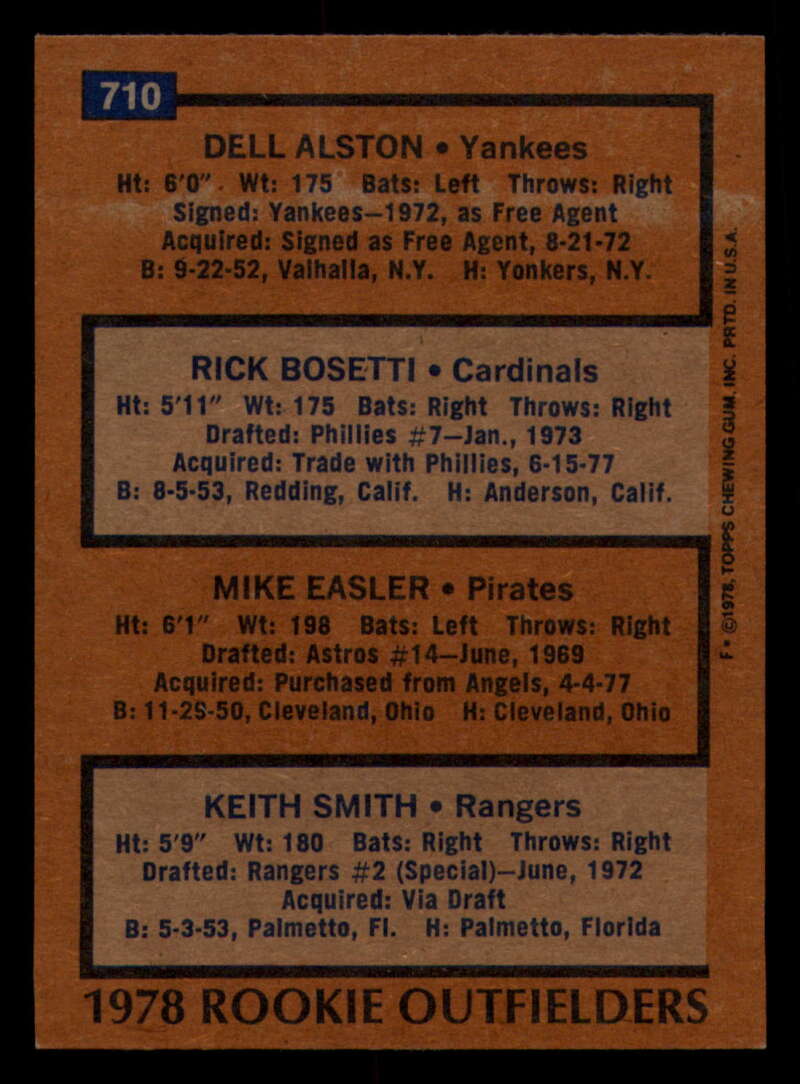 710
DELL ALSTON • Yankees
Ht: 6'0" Wt: 175 Bats: Left Throws: Right
Signed: Yankees—1972, as Free Agent
Acquired: Signed as Free Agent, 8-21-72
B: 9-22-52, Valhalla, N.Y. H: Yonkers, N.Y.
RICK BOSETTI • Cardinals
Ht: 5'11" Wt: 175 Bats: Right Throws: Right
Drafted: Phillies #7—Jan., 1973
Acquired: Trade with Phillies, 6-15-77
B: 8-5-53, Redding, Calif. H: Anderson, Calif.
MIKE EASLER • Pirates
Ht: 6'1" Wt: 198 Bats: Left Throws: Right
Drafted: Astros #14—June, 1969
Acquired: Purchased from Angels, 4-4-77
B: 11-29-50, Cleveland, Ohio H: Cleveland, Ohio
KEITH SMITH • Rangers
Ht: 5'9" Wt: 180 Bats: Right Throws: Right
Drafted: Rangers #2 (Special)—June, 1972
Acquired: Via Draft
B: 5-3-53, Palmetto, Fl. H: Palmetto, Florida
1978 ROOKIE OUTFIELDERS
F• ©1978, TOPPS CHEWING GUM, INC. PRTD. IN U.S.A.